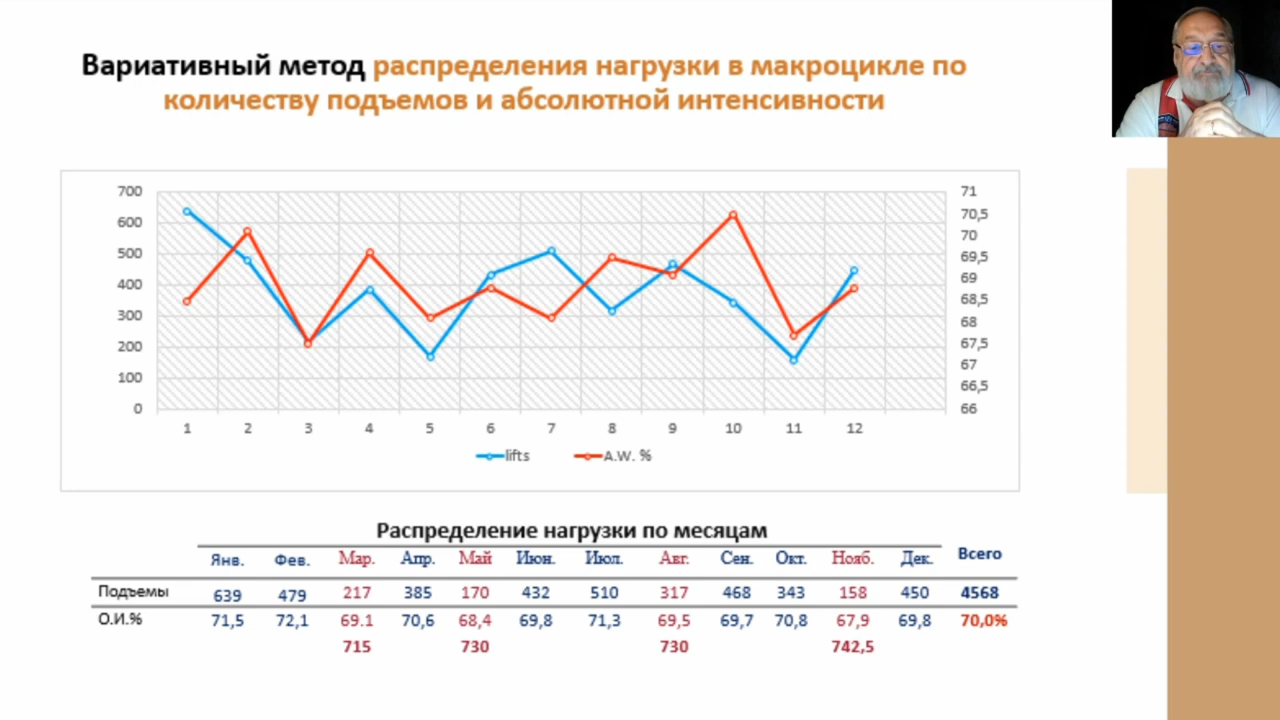 Вариативный метод распределения нагрузки в макроцикле по
количеству подъемов и абсолютной интенсивности
700 71
600 70,5
500 70
400 69,5
300 69
200 68,5
100 68
0 67,5
67
66,5
66
1 2 3 4 5 6 7 8 9 10 11 12
lifts A.W. %
Распределение нагрузки по месяцам
Янв. Фев. Мар. Апр. Май Июн. Июл. Авг. Сен. Окт. Нояб. Дек. Всего
Подъемы 639 479 217 385 170 432 510 317 468 343 158 450 4568
О.И.% 71,5 72,1 69.1 70,6 68,4 69,8 71,3 69,5 69,7 70,8 67,9 69,8 70,0%
715 730 730 742,5